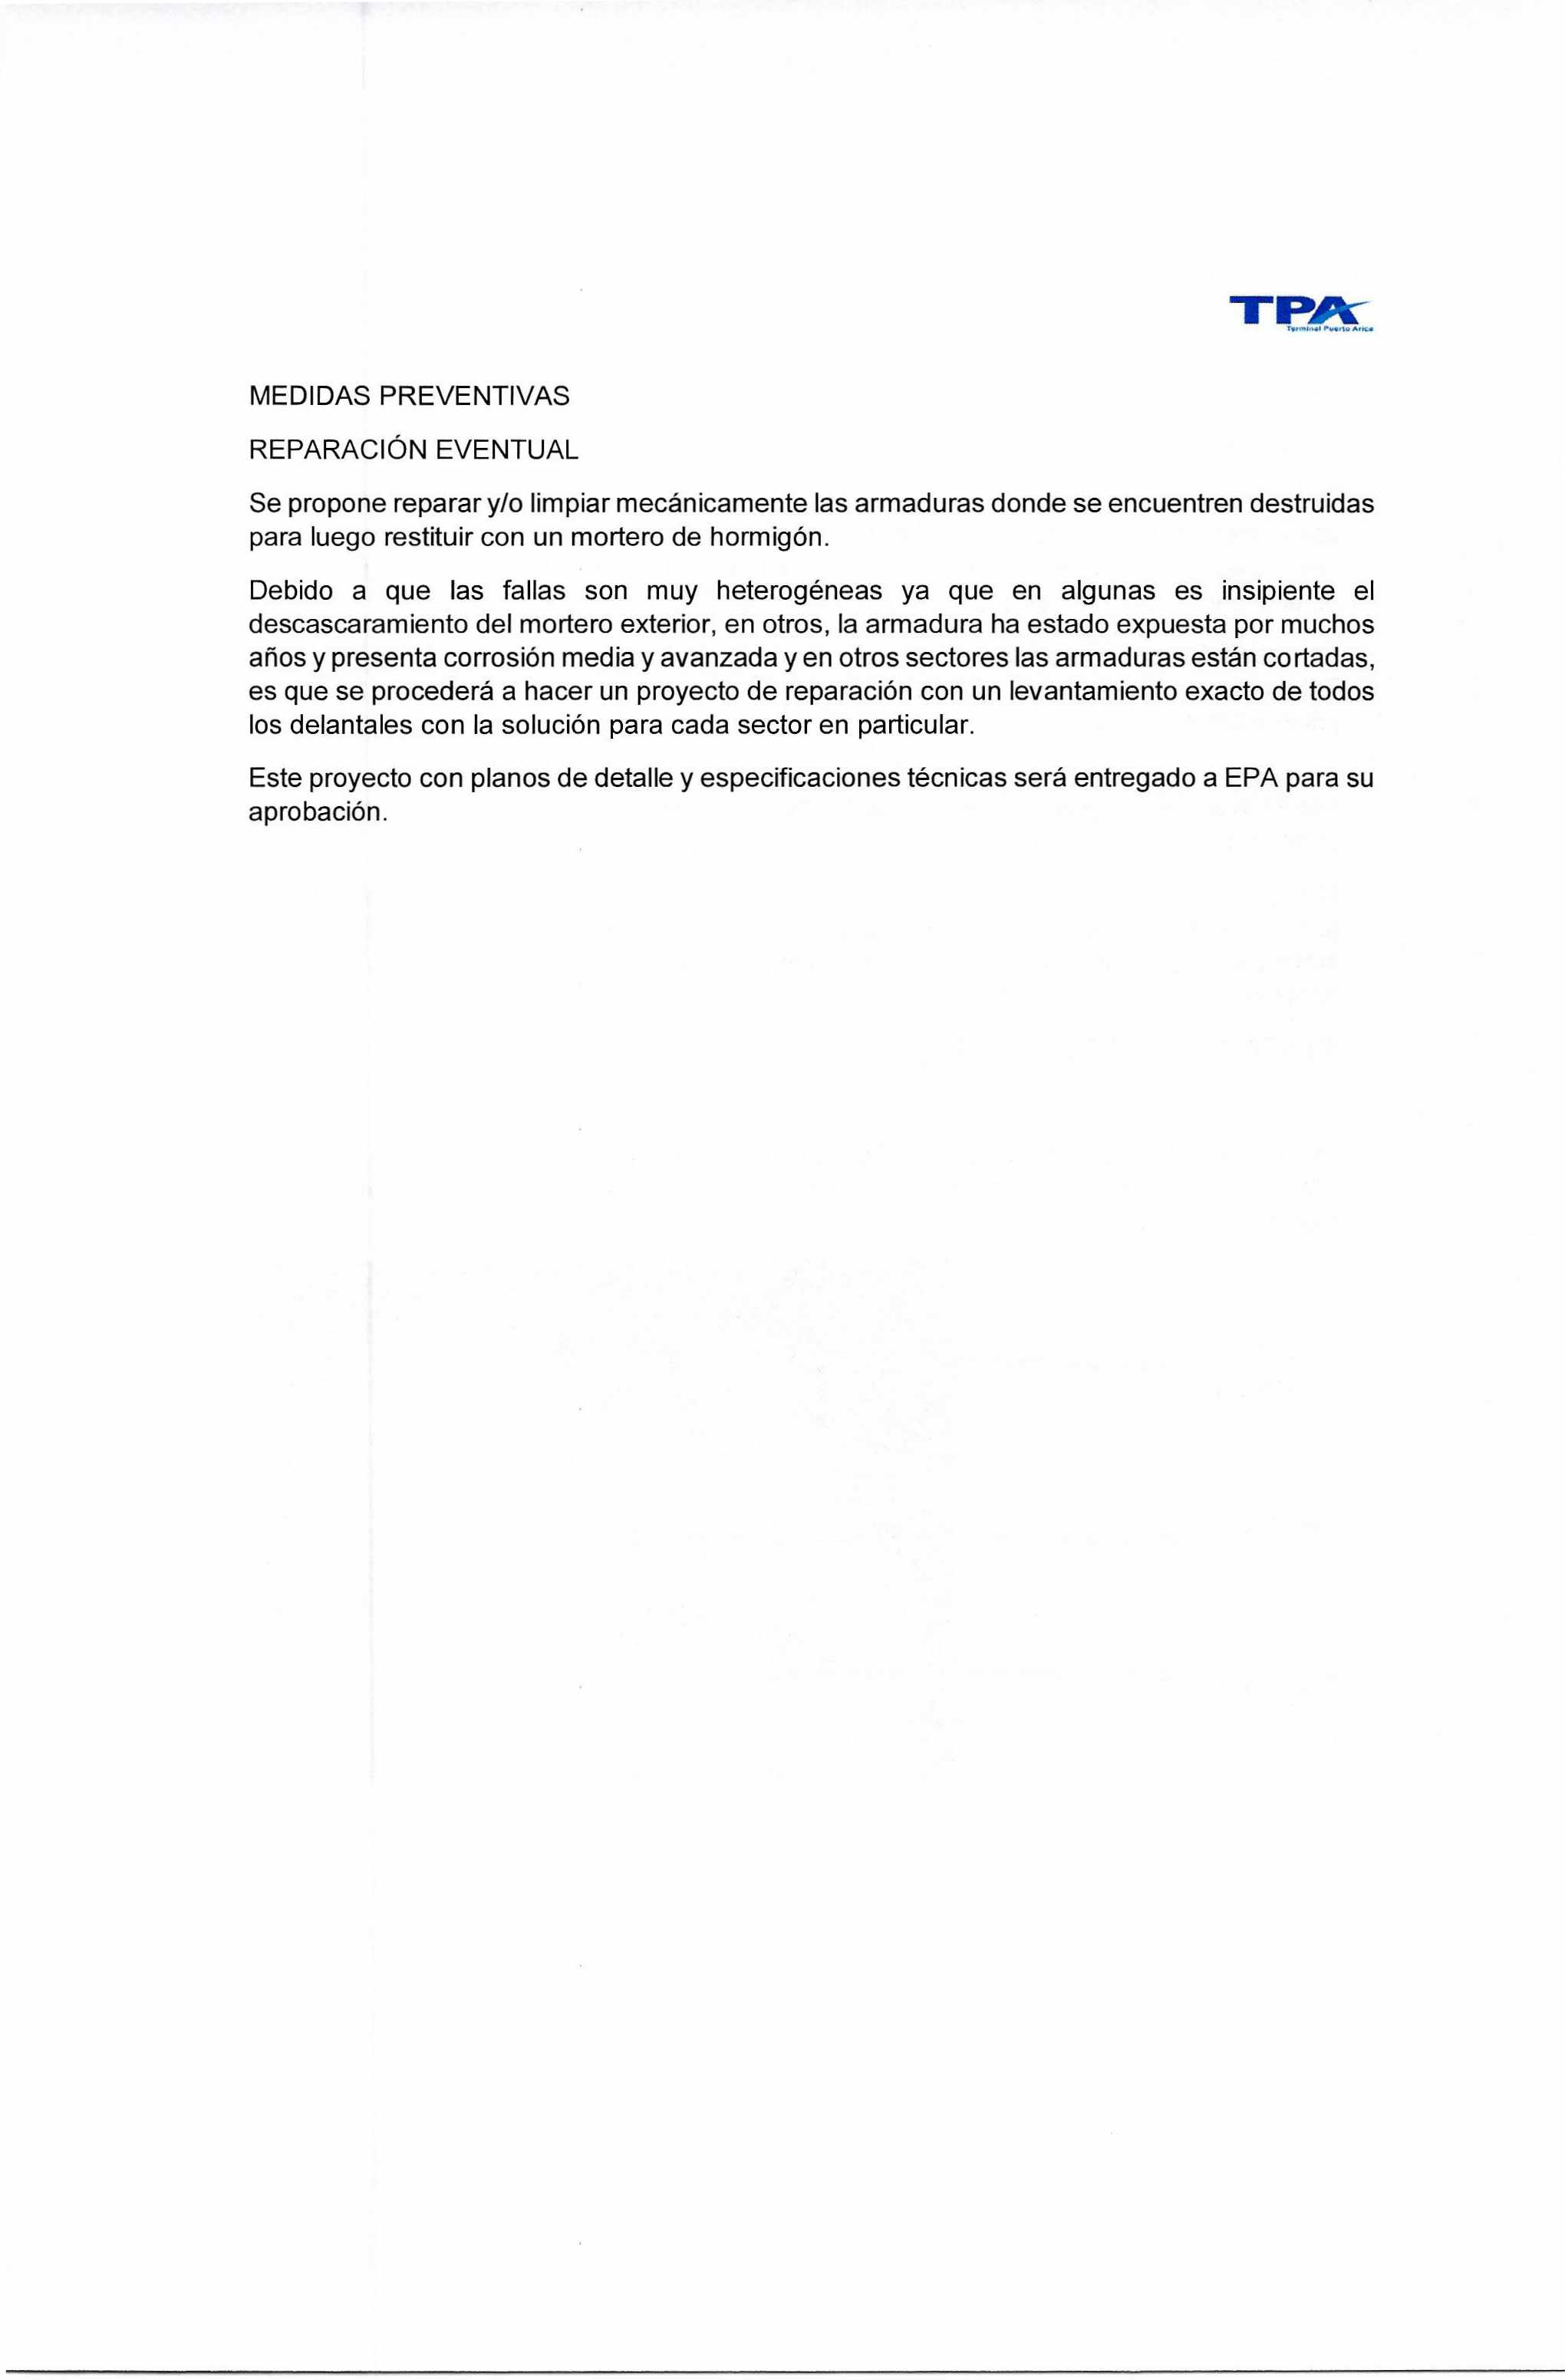 TPA
Terminal Puerto Arica
MEDIDAS PREVENTIVAS
REPARACIÓN EVENTUAL
Se propone reparar y/o limpiar mecánicamente las armaduras donde se encuentren destruidas
para luego restituir con un mortero de hormigón.
Debido a que las fallas son muy heterogéneas ya que en algunas es insipiente el
descascaramiento del mortero exterior, en otros, la armadura ha estado expuesta por muchos
años y presenta corrosión media y avanzada y en otros sectores las armaduras están cortadas,
es que se procederá a hacer un proyecto de reparación con un levantamiento exacto de todos
los delantales con la solución para cada sector en particular.
Este proyecto con planos de detalle y especificaciones técnicas será entregado a EPA para su
aprobación.